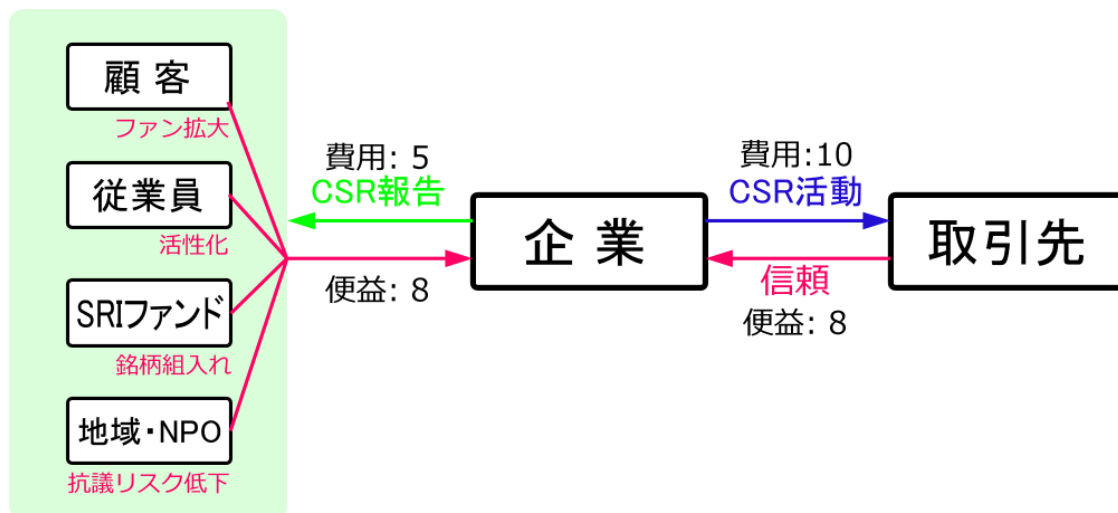 顧客
ファン拡大
従業員
活性化
SRIファンド
銘柄組入れ
地域・NPO
抗議リスク低下
費用: 5
CSR報告
便益: 8
企業
費用:10
CSR活動
信頼
便益: 8
取引先